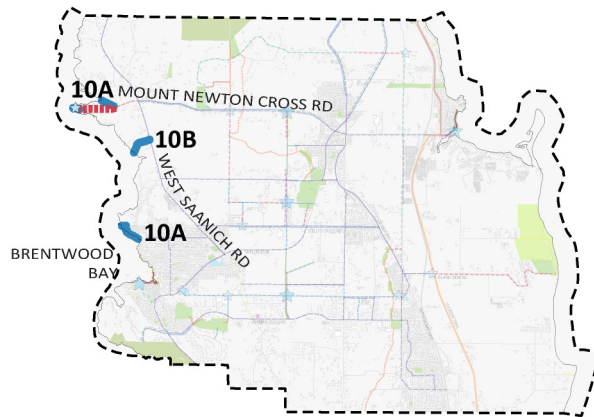 10A
MOUNT NEWTON CROSS RD
10B
WEST SAANICH RD
10A
BRENTWOOD
BAY